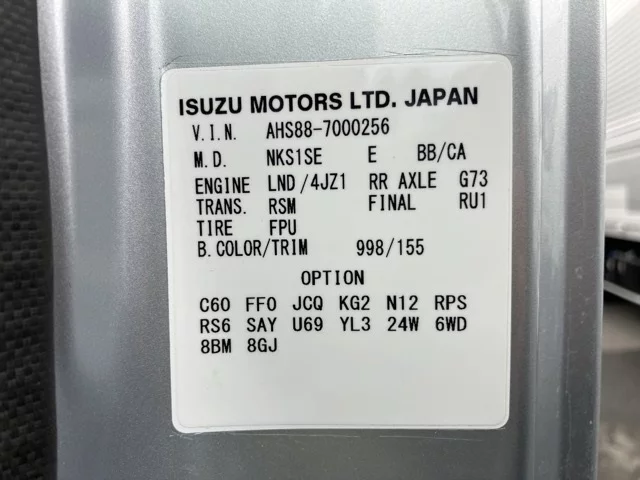 ISUZU MOTORS LTD. JAPAN
V.I.N. AHS88-7000256
M.D. NKS1SE E BB/CA
ENGINE LND/4JZ1 RR AXLE G73
TRANS. RSM FINAL RU1
TIRE FPU
B.COLOR/TRIM 998/155
OPTION
C60 FF0 JCQ KG2 N12 RPS
RS6 SAY U69 YL3 24W 6WD
8BM 8GJ